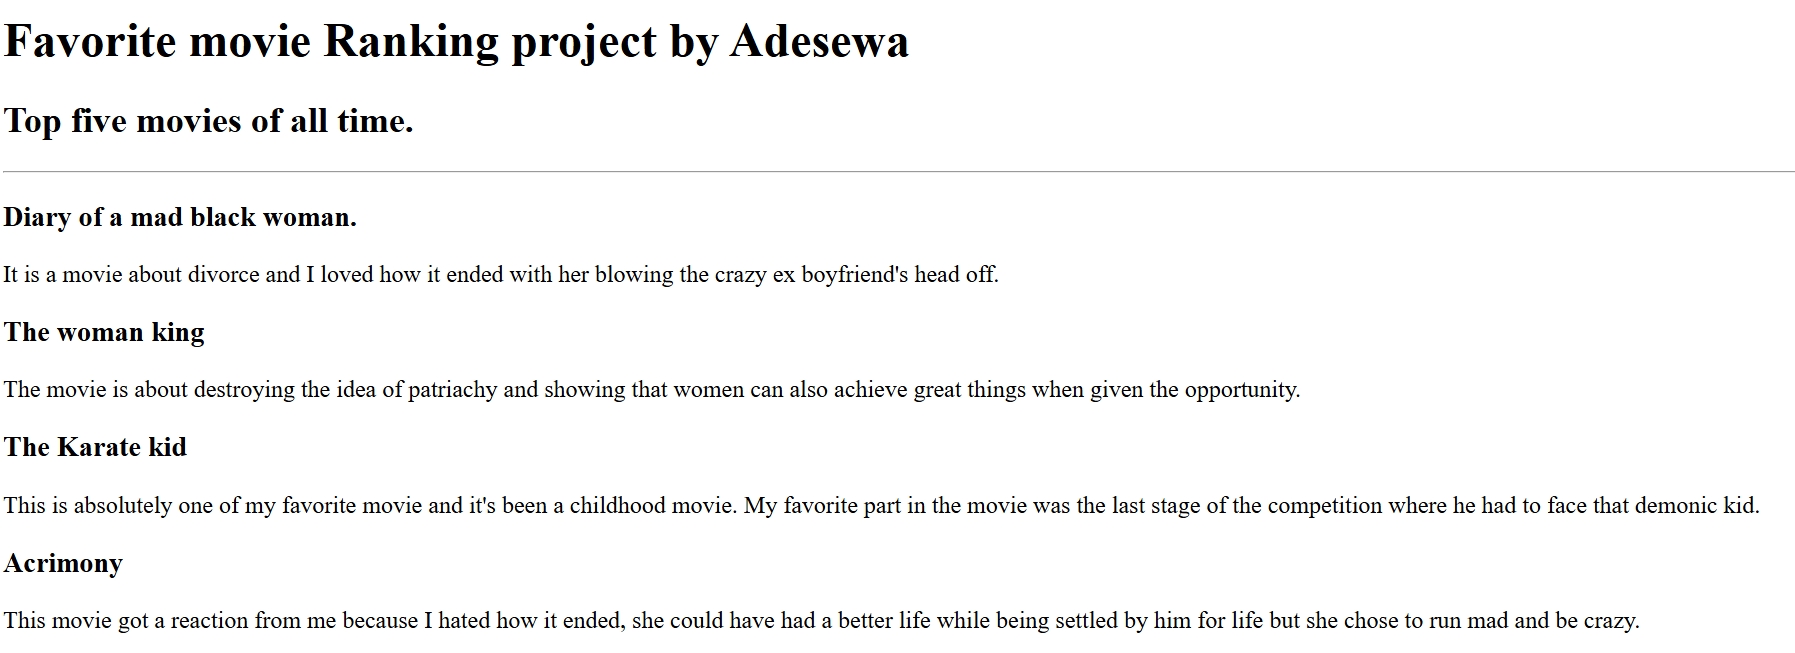 Favorite movie Ranking project by Adesewa
Top five movies of all time.
Diary of a mad black woman.
It is a movie about divorce and I loved how it ended with her blowing the crazy ex boyfriend's head off.
The woman king
The movie is about destroying the idea of patriachy and showing that women can also achieve great things when given the opportunity.
The Karate kid
This is absolutely one of my favorite movie and it's been a childhood movie. My favorite part in the movie was the last stage of the competition where he had to face that demonic kid.
Acrimony
This movie got a reaction from me because I hated how it ended, she could have had a better life while being settled by him for life but she chose to run mad and be crazy.